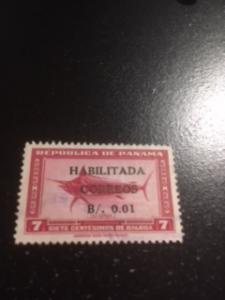 REPUBLICA DE PANAMA
HABILITADA
CORREOS
B/. 0.01
7 SIETE CENTESIMOS DE BALBOA 7